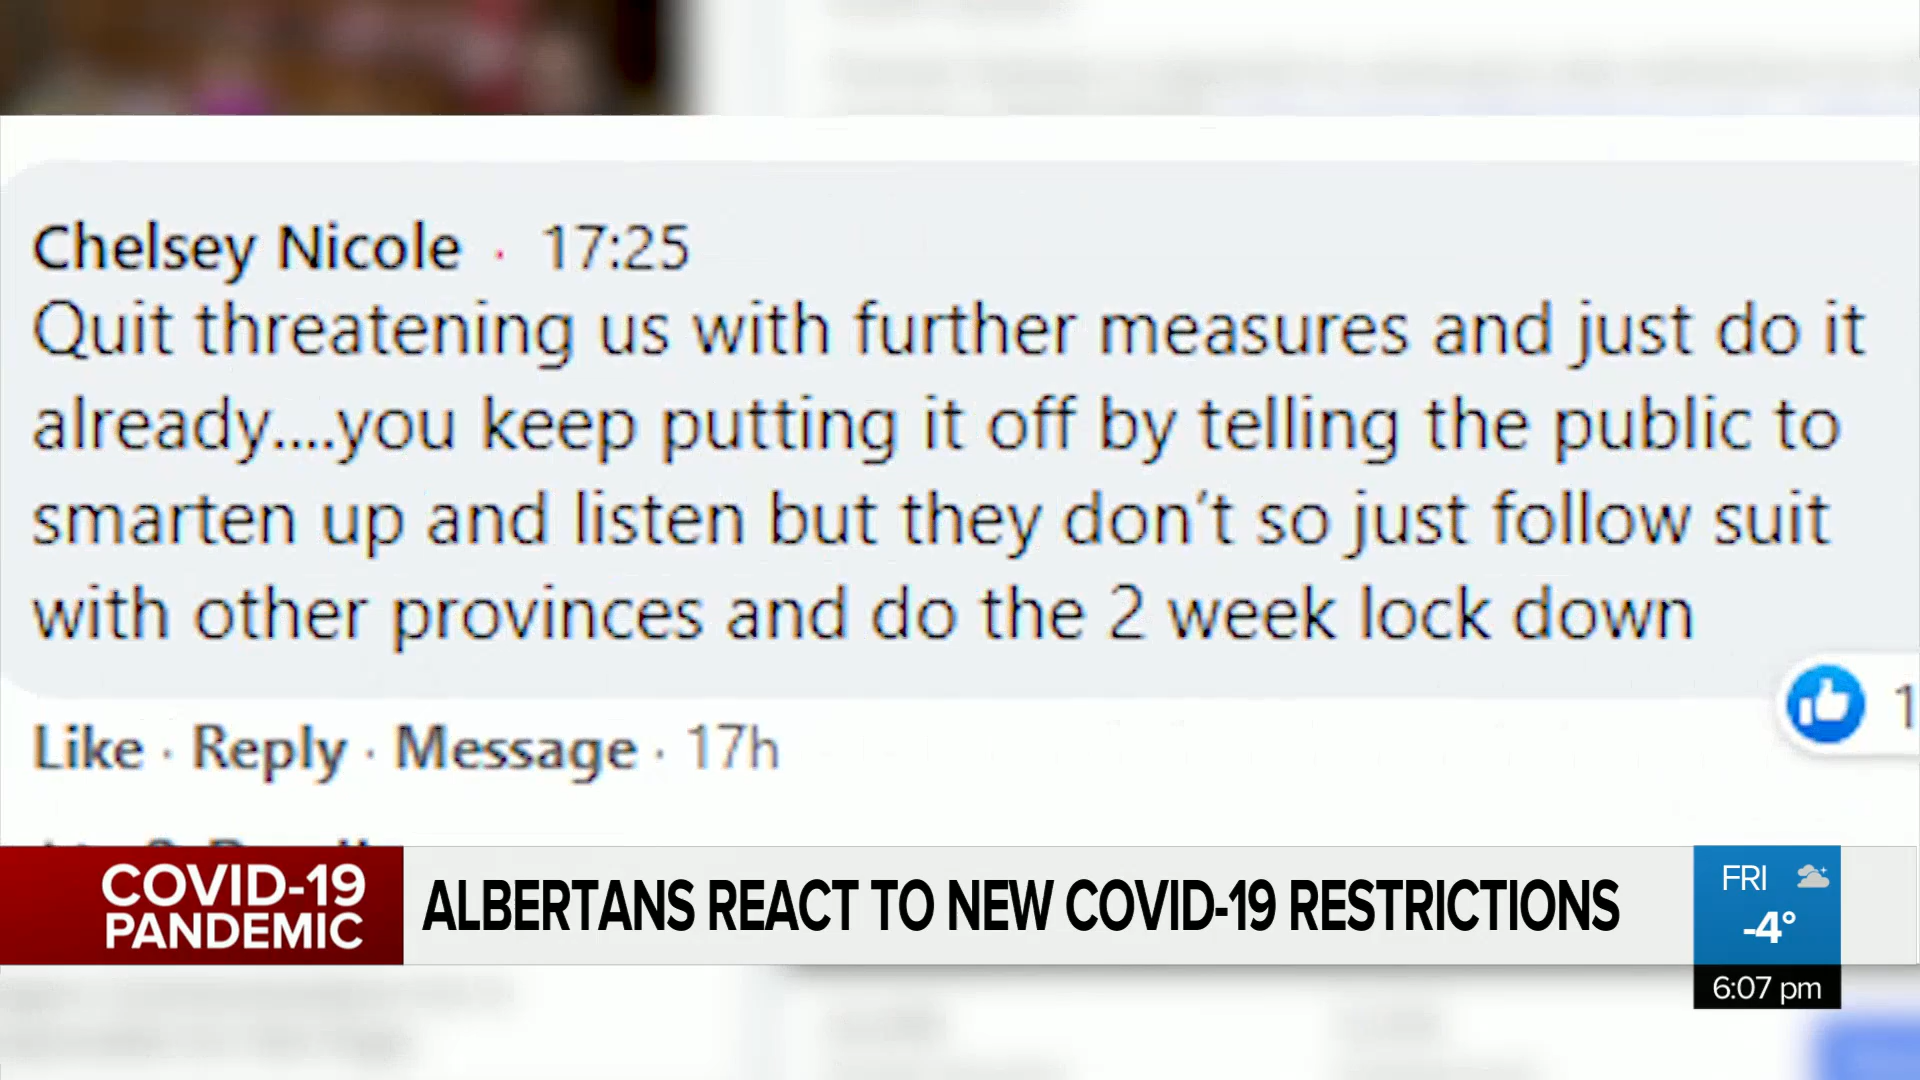 Chelsey Nicole · 17:25
Quit threatening us with further measures and just do it
already....you keep putting it off by telling the public to
smarten up and listen but they don't so just follow suit
with other provinces and do the 2 week lock down
1
Like · Reply · Message · 17h
COVID-19
PANDEMIC
ALBERTANS REACT TO NEW COVID-19 RESTRICTIONS
FRI
-4°
6:07 pm